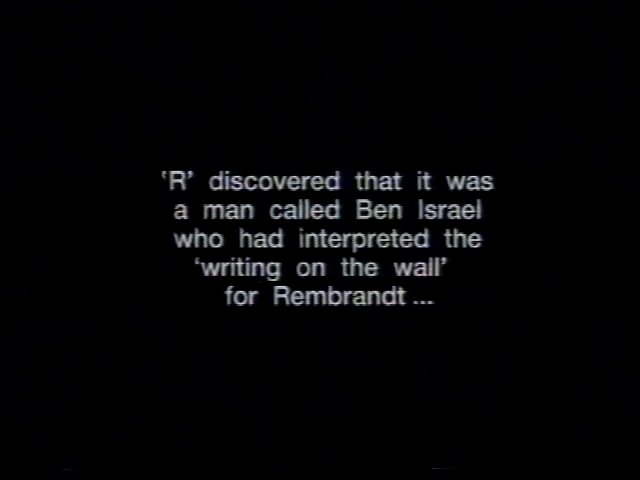 ‘R’ discovered that it was
a man called Ben Israel
who had interpreted the
‘writing on the wall’
for Rembrandt...